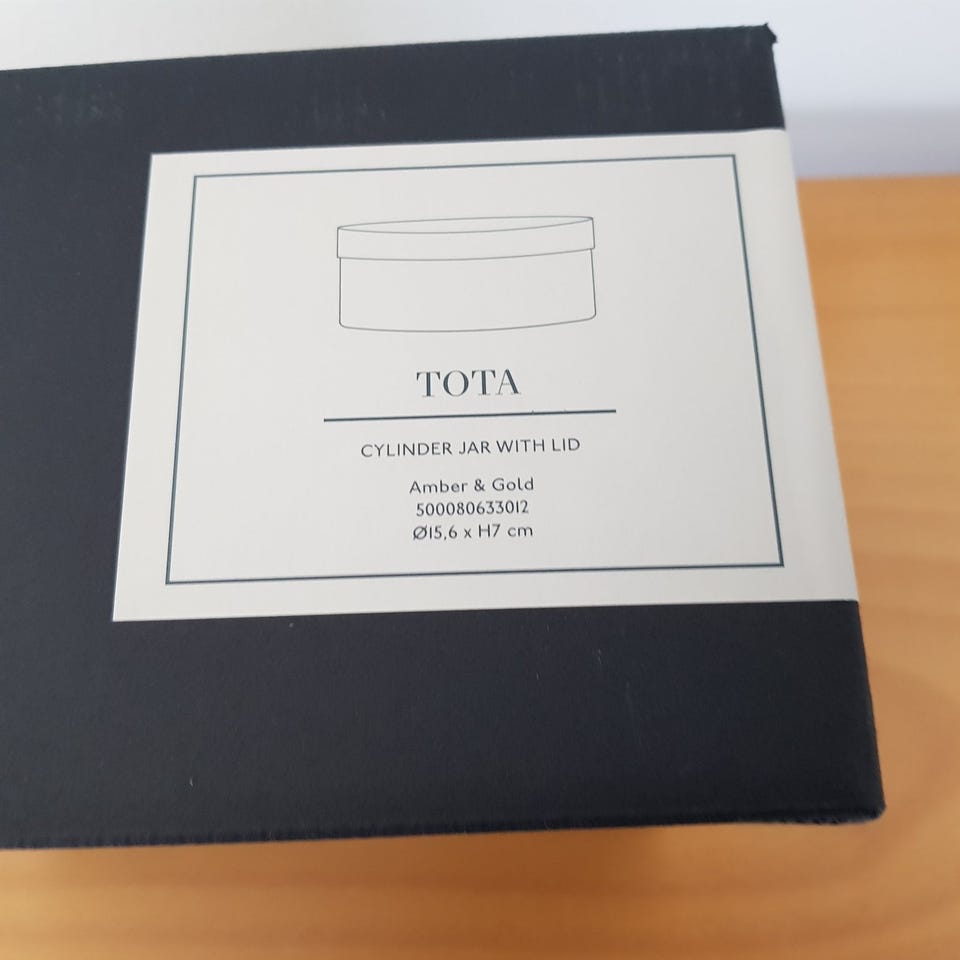 TOTA
CYLINDER JAR WITH LID
Amber & Gold
500080633012
Ø15,6 x H7 cm